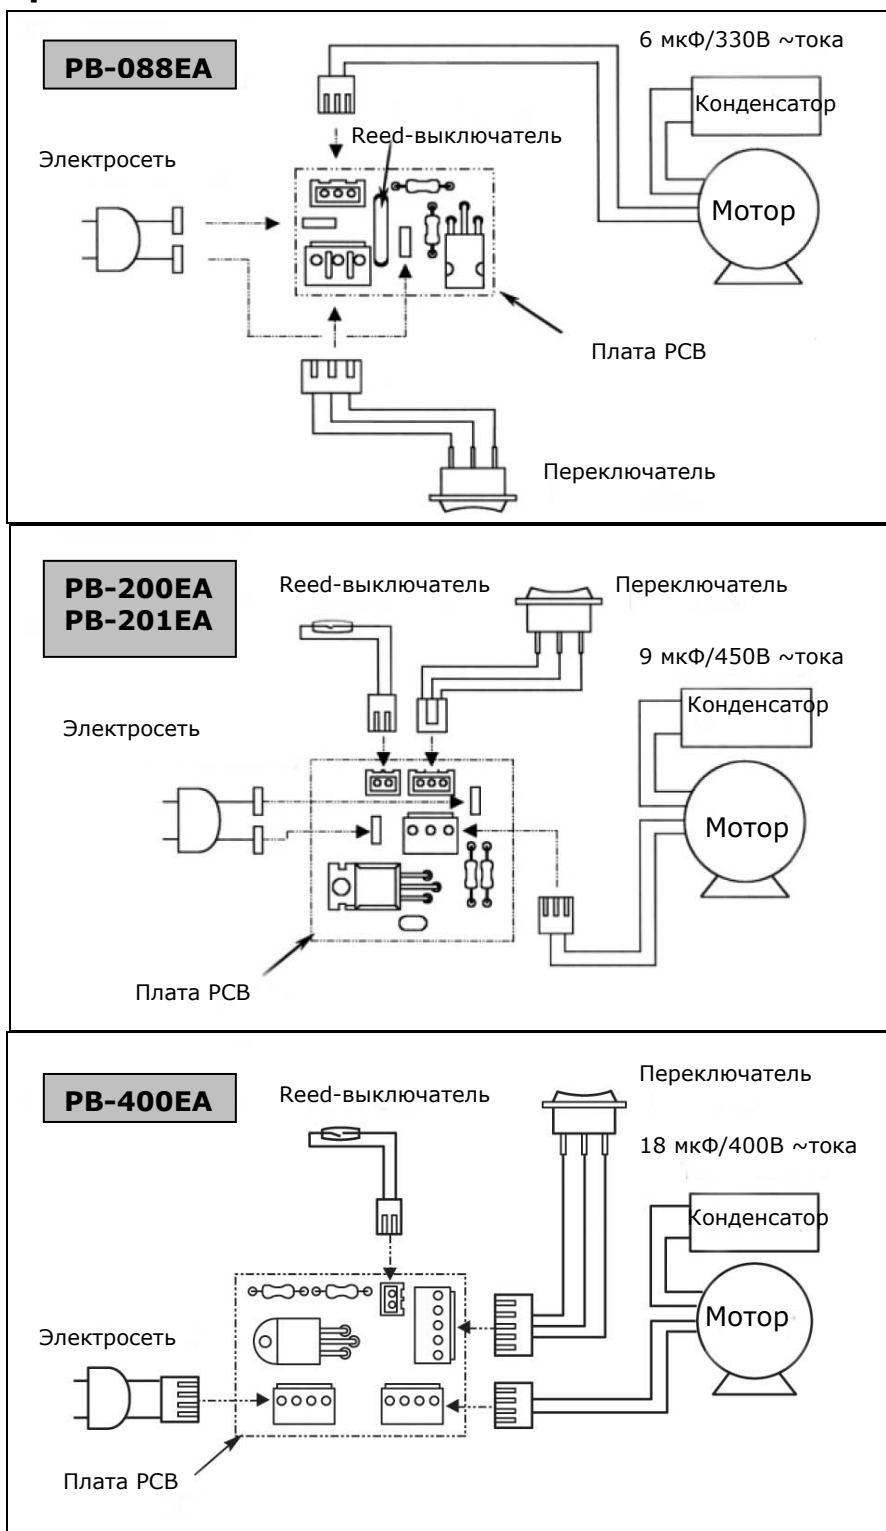 6 мкФ/330В ~тока
PB-088EA
Конденсатор
Reed-выключатель
Электросеть
Мотор
Плата PCB
Переключатель
PB-200EA
PB-201EA
Reed-выключатель
Переключатель
9 мкФ/450В ~тока
Конденсатор
Электросеть
Мотор
Плата PCB
PB-400EA
Reed-выключатель
Переключатель
18 мкФ/400В ~тока
Конденсатор
Мотор
Электросеть
Плата PCB